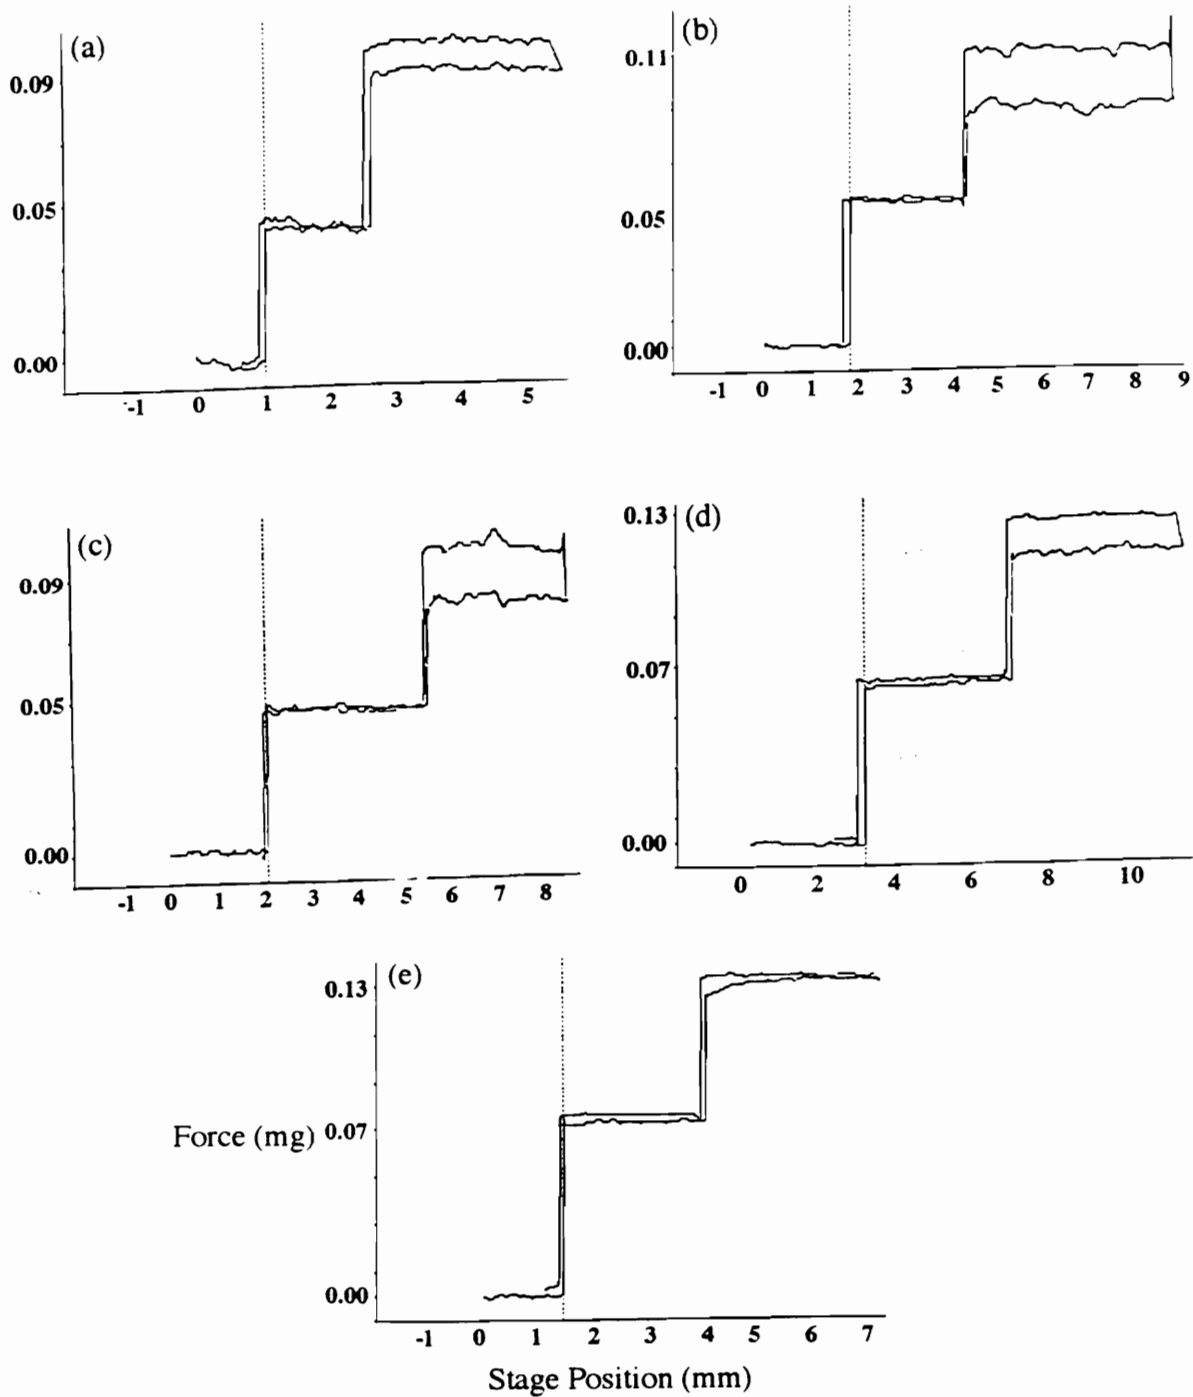 (a)
0.09
0.05
0.00
-1 0 1 2 3 4 5
(b)
0.11
0.05
0.00
-1 0 1 2 3 4 5 6 7 8 9
(c)
0.09
0.05
0.00
-1 0 1 2 3 4 5 6 7 8
(d)
0.13
0.07
0.00
0 2 4 6 8 10
(e)
0.13
Force (mg) 0.07
0.00
-1 0 1 2 3 4 5 6 7
Stage Position (mm)